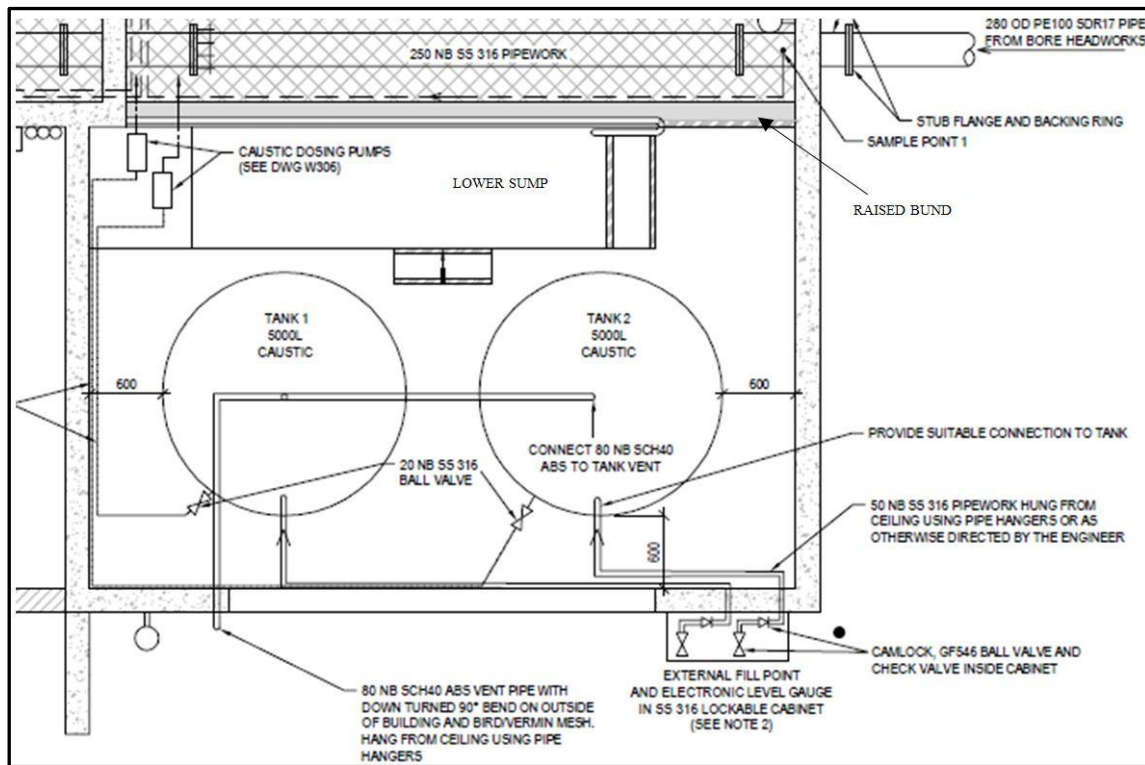 280 OD PE100 SDR17 PIPE
FROM BORE HEADWORKS
250 NB SS 316 PIPEWORK
STUB FLANGE AND BACKING RING
SAMPLE POINT 1
CAUSTIC DOSING PUMPS
(SEE DWG W306)
LOWER SUMP
RAISED BUND
TANK 1
5000L
CAUSTIC
TANK 2
5000L
CAUSTIC
600
600
CONNECT 80 NB SCH40
ABS TO TANK VENT
PROVIDE SUITABLE CONNECTION TO TANK
20 NB SS 316
BALL VALVE
50 NB SS 316 PIPEWORK HUNG FROM
CEILING USING PIPE HANGERS OR AS
OTHERWISE DIRECTED BY THE ENGINEER
600
CAMLOCK, GF546 BALL VALVE AND
CHECK VALVE INSIDE CABINET
EXTERNAL FILL POINT
AND ELECTRONIC LEVEL GAUGE
IN SS 316 LOCKABLE CABINET
(SEE NOTE 2)
80 NB SCH40 ABS VENT PIPE WITH
DOWN TURNED 90° BEND ON OUTSIDE
OF BUILDING AND BIRD/VERMIN MESH.
HANG FROM CEILING USING PIPE
HANGERS